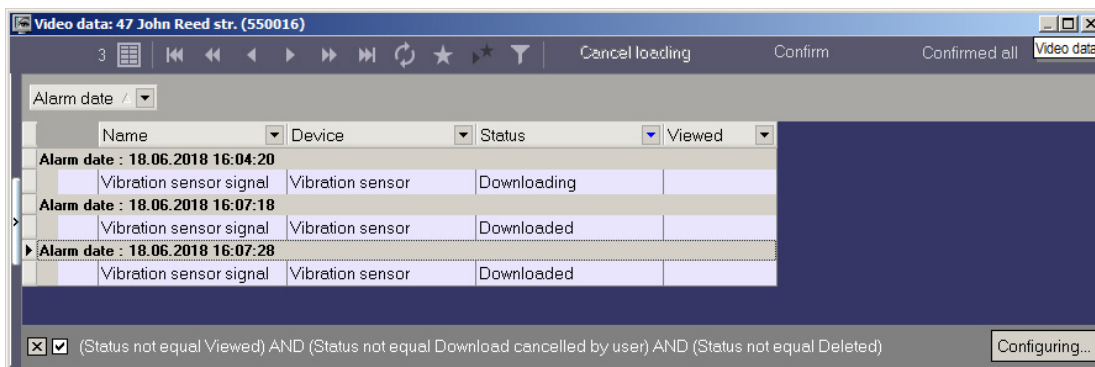 Video data: 47 John Reed str. (550016)
3 Cancel loading Confirm Confirmed all Video data
Alarm date
Name Device Status Viewed
Alarm date : 18.06.2018 16:04:20
Vibration sensor signal Vibration sensor Downloading
Alarm date : 18.06.2018 16:07:18
Vibration sensor signal Vibration sensor Downloaded
Alarm date : 18.06.2018 16:07:28
Vibration sensor signal Vibration sensor Downloaded
(Status not equal Viewed) AND (Status not equal Download cancelled by user) AND (Status not equal Deleted) Configuring...